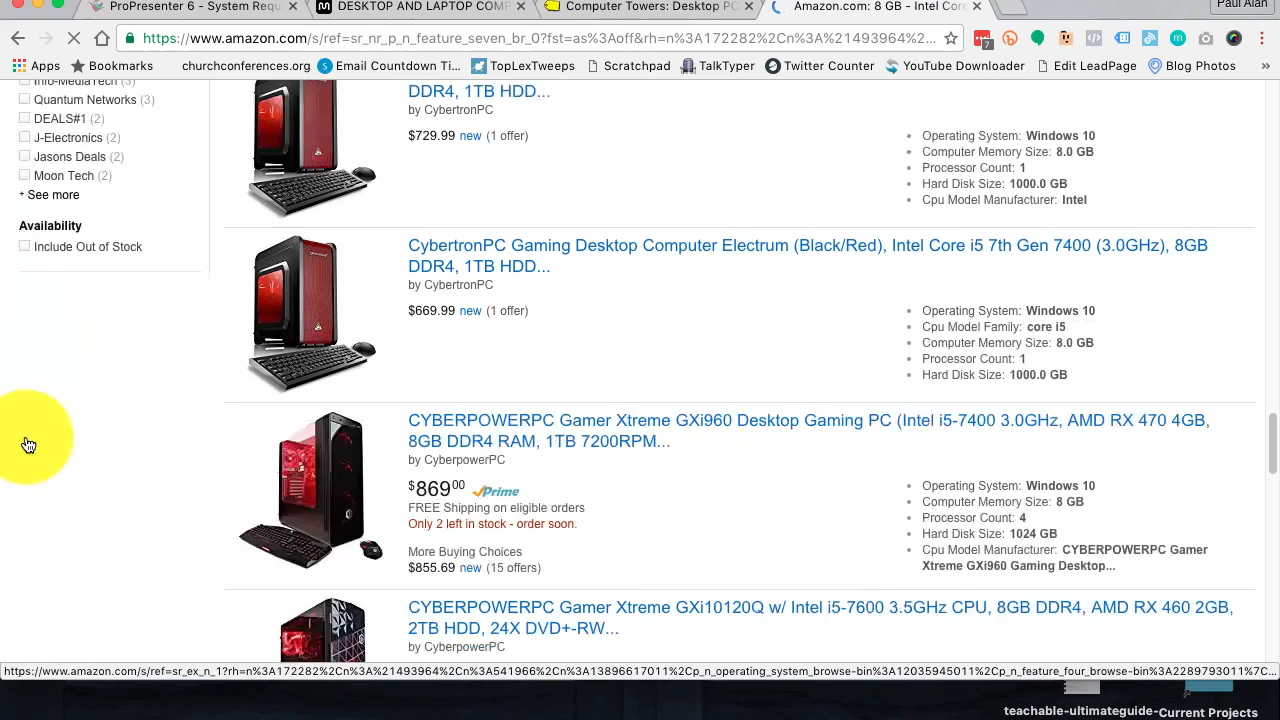 ProPresenter 6 - System Requi
DESKTOP AND LAPTOP COMP
Computer Towers: Desktop PC
Amazon.com: 8 GB - Intel Core
Paul Alan
https://www.amazon.com/s/ref=sr_nr_p_n_feature_seven_br_0?fst=as%3Aoff&rh=n%3A172282%2Cn%3A%21493964%2...
7
Apps Bookmarks churchconferences.org Email Countdown Ti... TopLexTweeps Scratchpad TalkTyper Twitter Counter YouTube Downloader Edit LeadPage Blog Photos »
Info-MediaTech (3)
Quantum Networks (3)
DEALS#1 (2)
J-Electronics (2)
Jasons Deals (2)
Moon Tech (2)
+ See more
Availability
Include Out of Stock
DDR4, 1TB HDD...
by CybertronPC
$729.99 new (1 offer)
Operating System: Windows 10
Computer Memory Size: 8.0 GB
Processor Count: 1
Hard Disk Size: 1000.0 GB
Cpu Model Manufacturer: Intel
CybertronPC Gaming Desktop Computer Electrum (Black/Red), Intel Core i5 7th Gen 7400 (3.0GHz), 8GB
DDR4, 1TB HDD...
by CybertronPC
$669.99 new (1 offer)
Operating System: Windows 10
Cpu Model Family: core i5
Computer Memory Size: 8.0 GB
Processor Count: 1
Hard Disk Size: 1000.0 GB
CYBERPOWERPC Gamer Xtreme GXi960 Desktop Gaming PC (Intel i5-7400 3.0GHz, AMD RX 470 4GB,
8GB DDR4 RAM, 1TB 7200RPM...
by CyberpowerPC
$869 00 Prime
FREE Shipping on eligible orders
Only 2 left in stock - order soon.
More Buying Choices
$855.69 new (15 offers)
Operating System: Windows 10
Computer Memory Size: 8 GB
Processor Count: 4
Hard Disk Size: 1024 GB
Cpu Model Manufacturer: CYBERPOWERPC Gamer
Xtreme GXi960 Gaming Desktop...
CYBERPOWERPC Gamer Xtreme GXi10120Q w/ Intel i5-7600 3.5GHz CPU, 8GB DDR4, AMD RX 460 2GB,
2TB HDD, 24X DVD+-RW...
by CyberpowerPC
https://www.amazon.com/s/ref=sr_ex_n_1?rh=n%3A172282%2Cn%3A%21493964%2Cn%3A541966%2Cn%3A13896617011%2Cp_n_operating_system_browse-bin%3A12035945011%2Cp_n_feature_four_browse-bin%3A2289793011%7C...
teachable-ultimateguide-
Current Projects